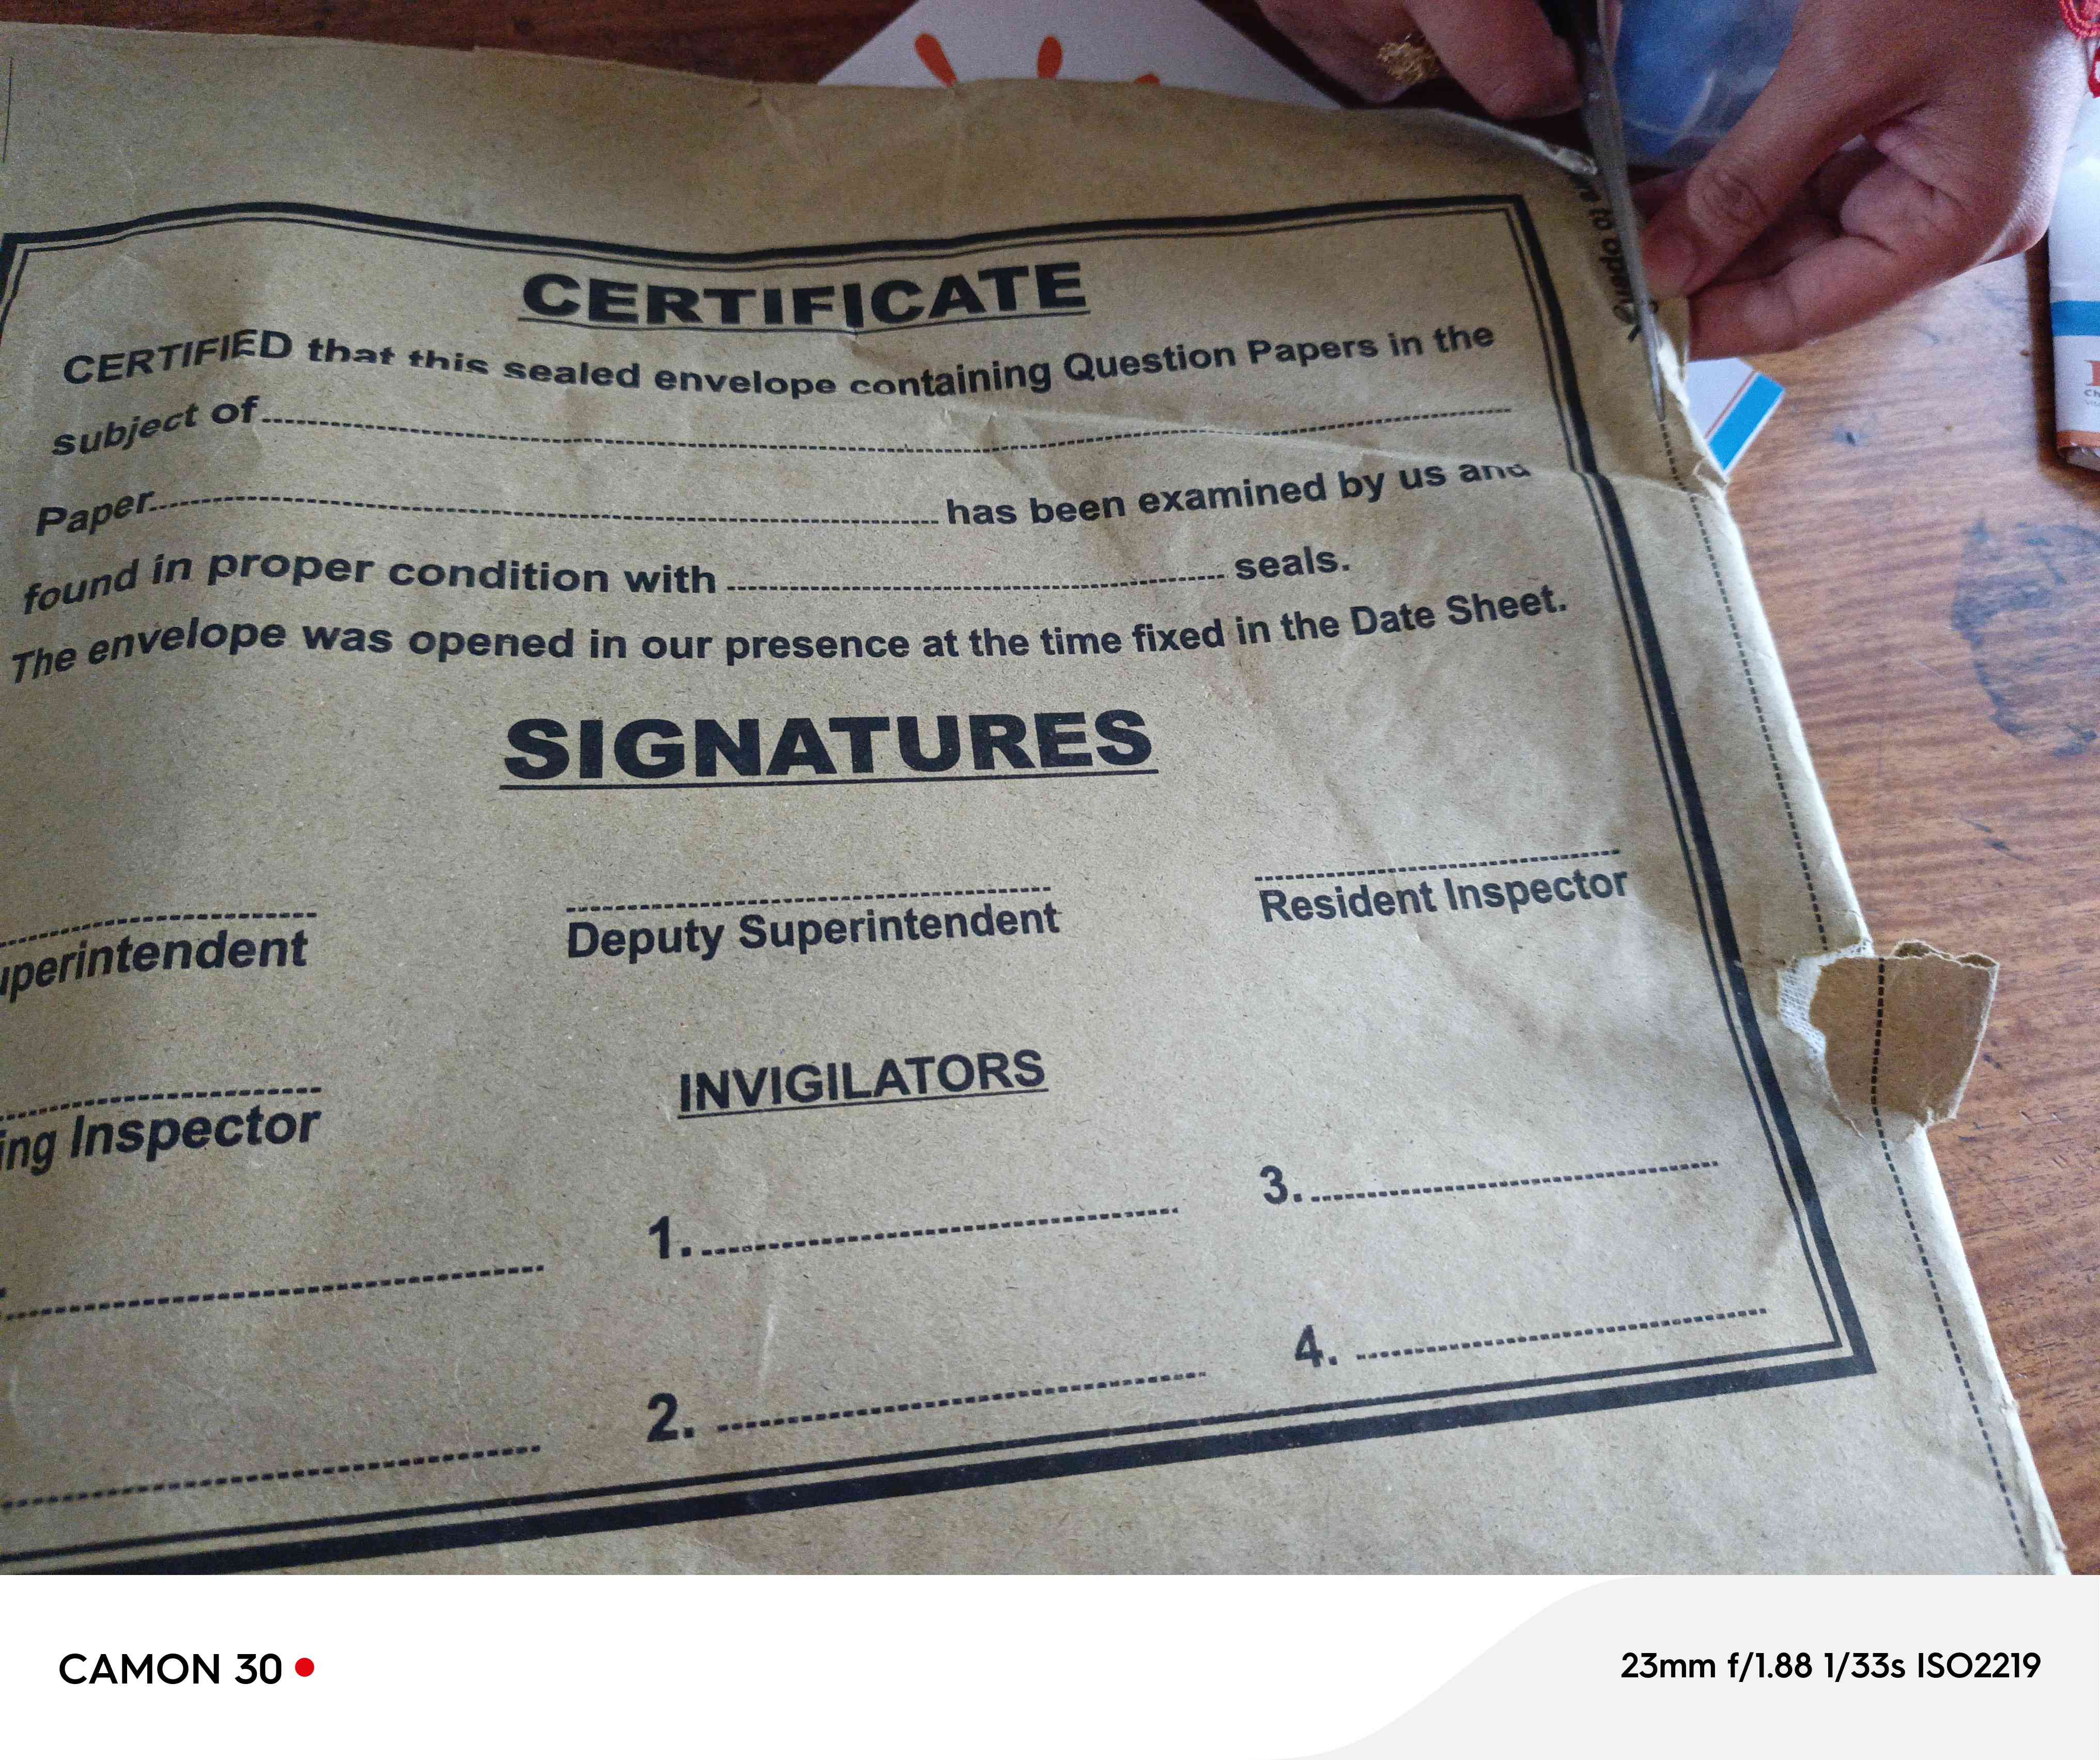 CERTIFICATE
CERTIFIED that this sealed envelope containing Question Papers in the
subject of
Paper has been examined by us and
found in proper condition with seals.
The envelope was opened in our presence at the time fixed in the Date Sheet.
SIGNATURES
uperintendent
Deputy Superintendent
Resident Inspector
ing Inspector
INVIGILATORS
1.
3.
2.
4.
CAMON 30
23mm f/1.88 1/33s ISO2219